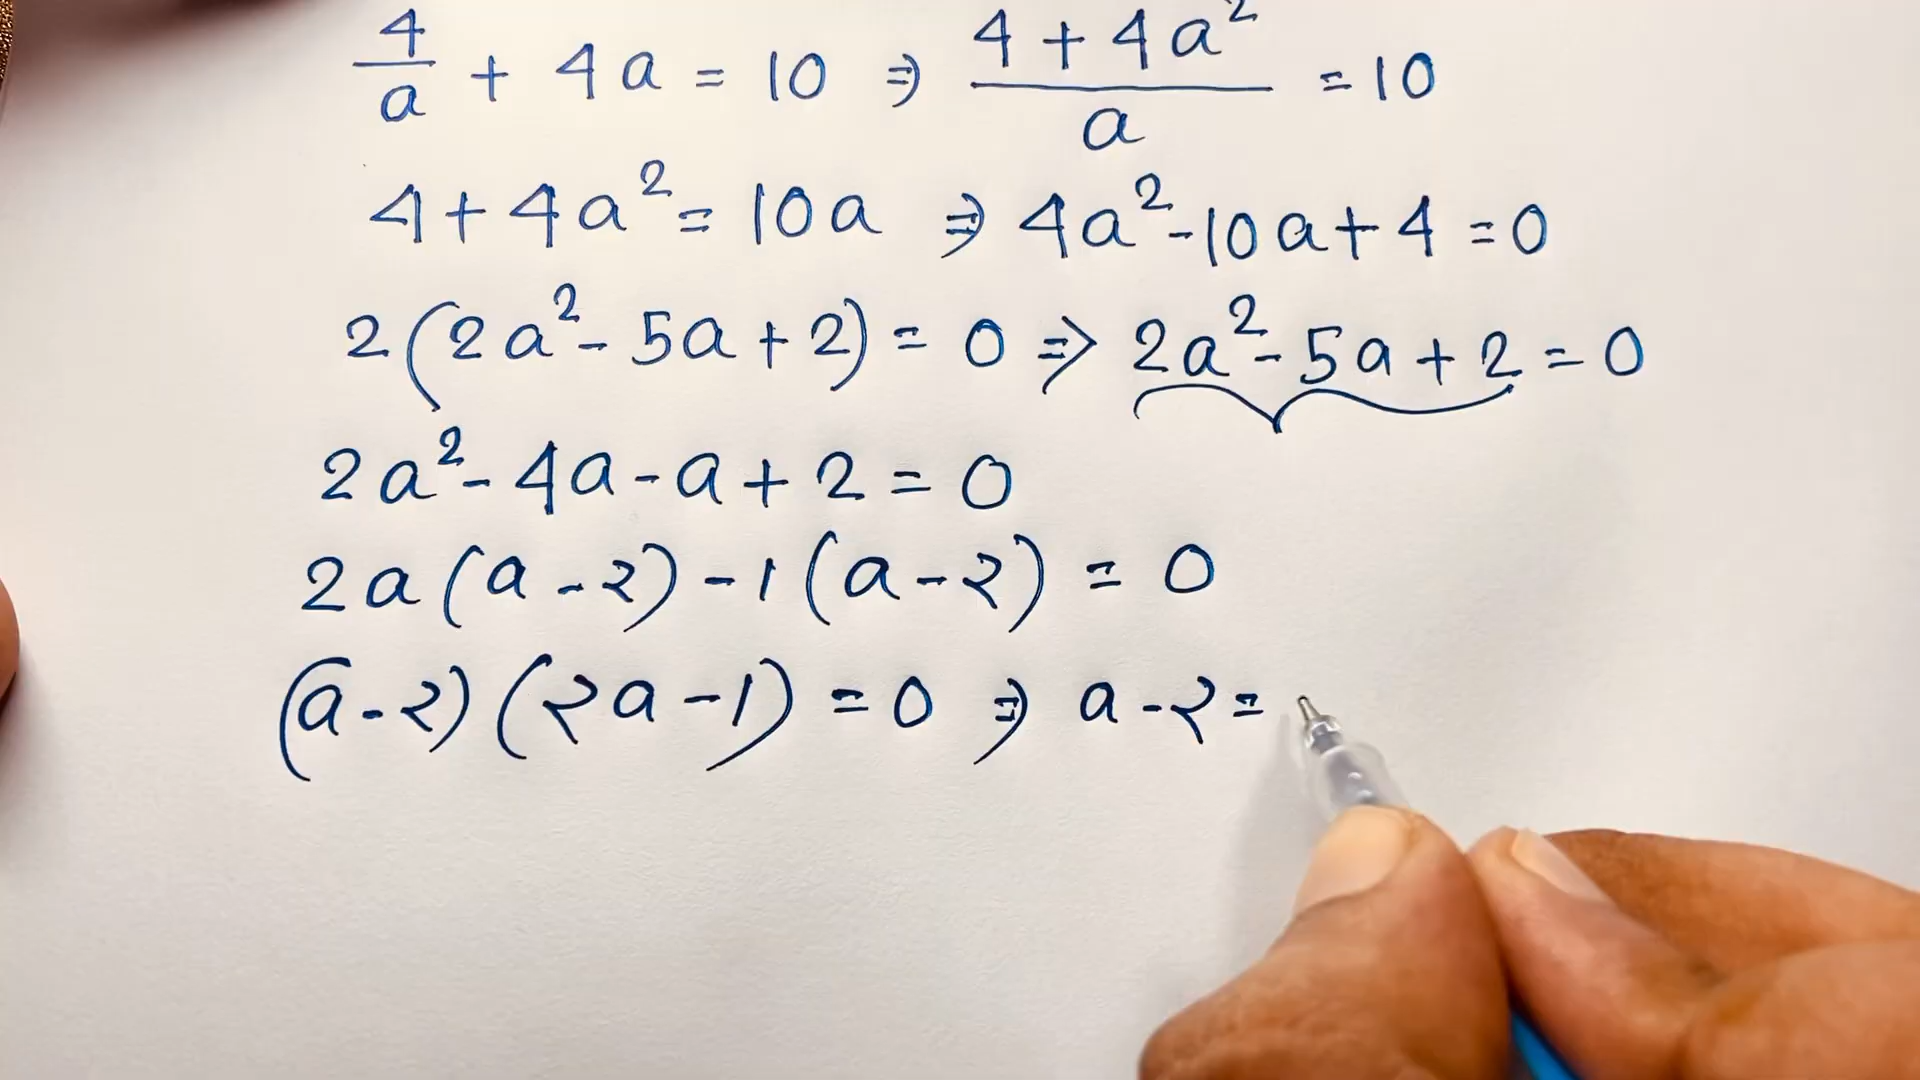 4/a + 4a = 10 ⇒ (4 + 4a²)/a = 10
4 + 4a² = 10a ⇒ 4a² - 10a + 4 = 0
2(2a² - 5a + 2) = 0 ⇒ 2a² - 5a + 2 = 0
2a² - 4a - a + 2 = 0
2a(a - 2) - 1(a - 2) = 0
(a - 2)(2a - 1) = 0 ⇒ a - 2 =